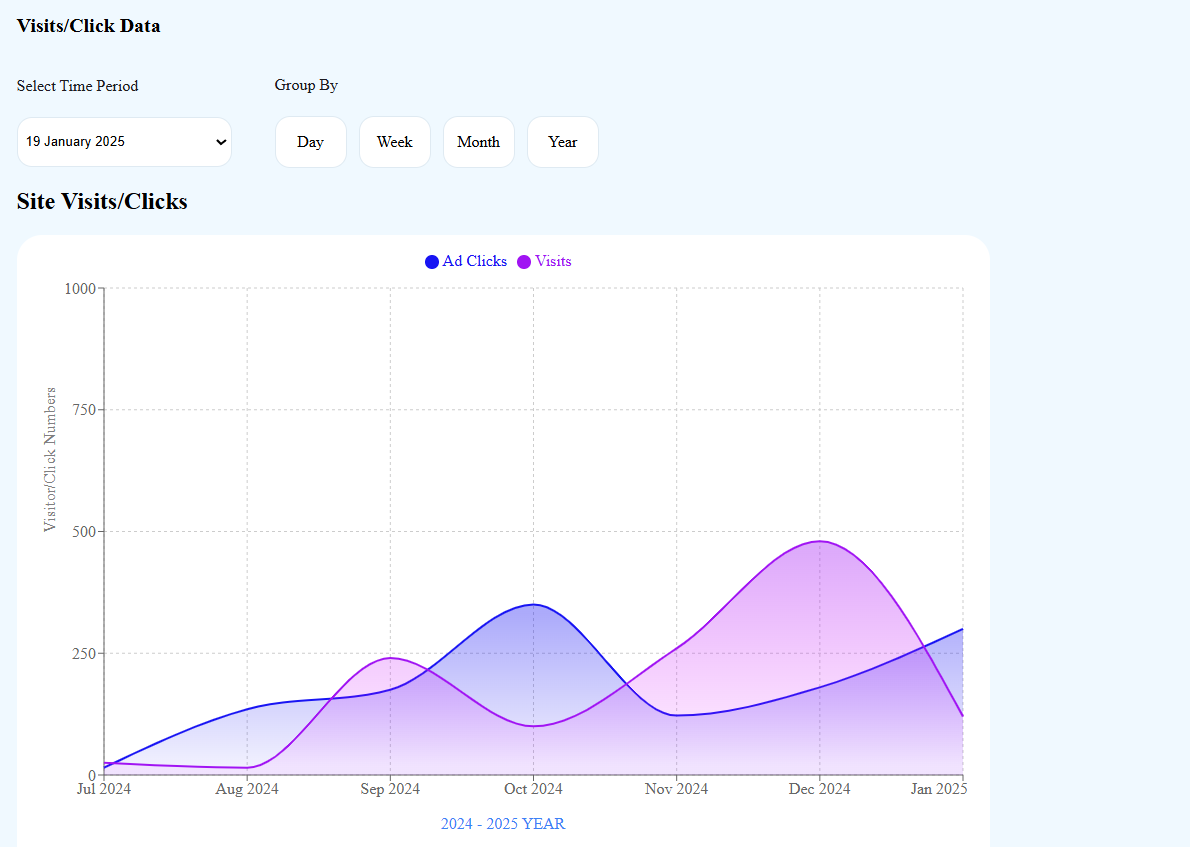 Visits/Click Data
Select Time Period
Group By
19 January 2025
Day
Week
Month
Year
Site Visits/Clicks
Ad Clicks
Visits
1000
750
500
250
0
Visitor/Click Numbers
Jul 2024
Aug 2024
Sep 2024
Oct 2024
Nov 2024
Dec 2024
Jan 2025
2024 - 2025 YEAR